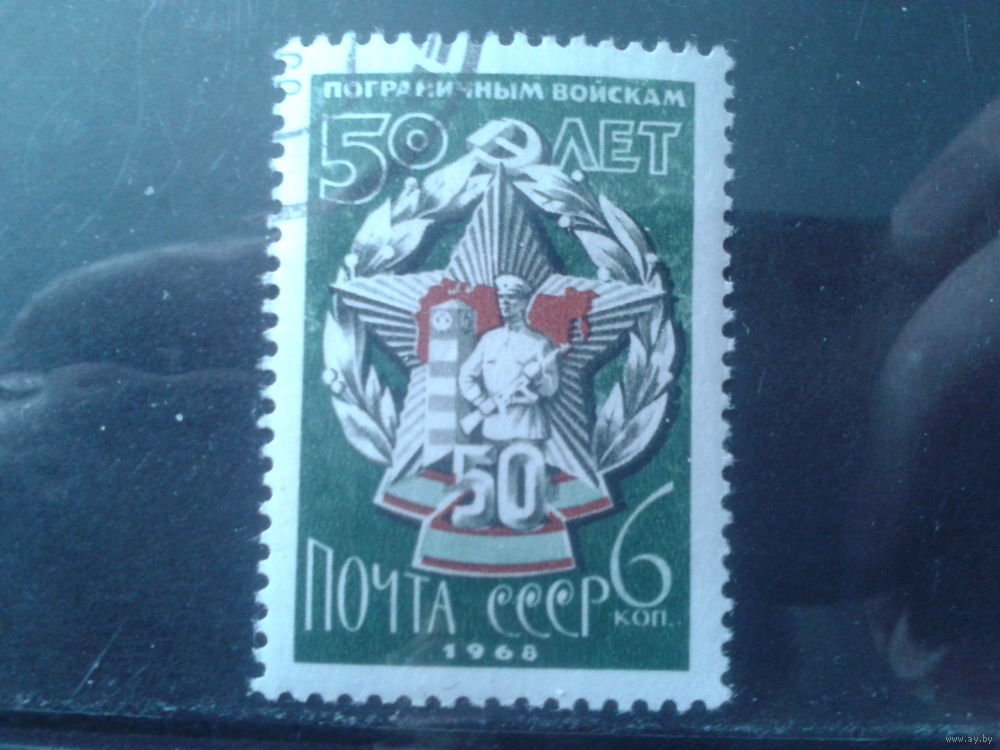 ПОГРАНИЧНЫМ ВОЙСКАМ
50 ЛЕТ
50
ПОЧТА СССР 6 КОП.
1968
www.ay.by